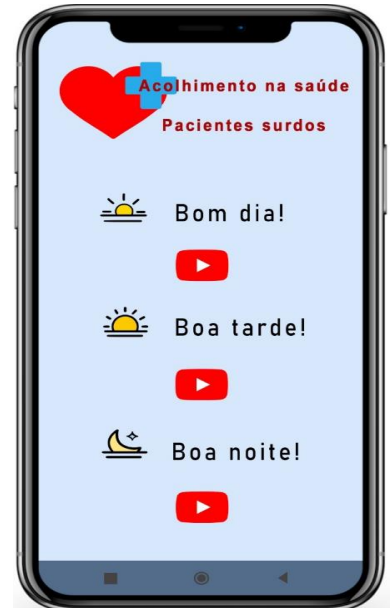 Acolhimento na saúde
Pacientes surdos
Bom dia!
Boa tarde!
Boa noite!